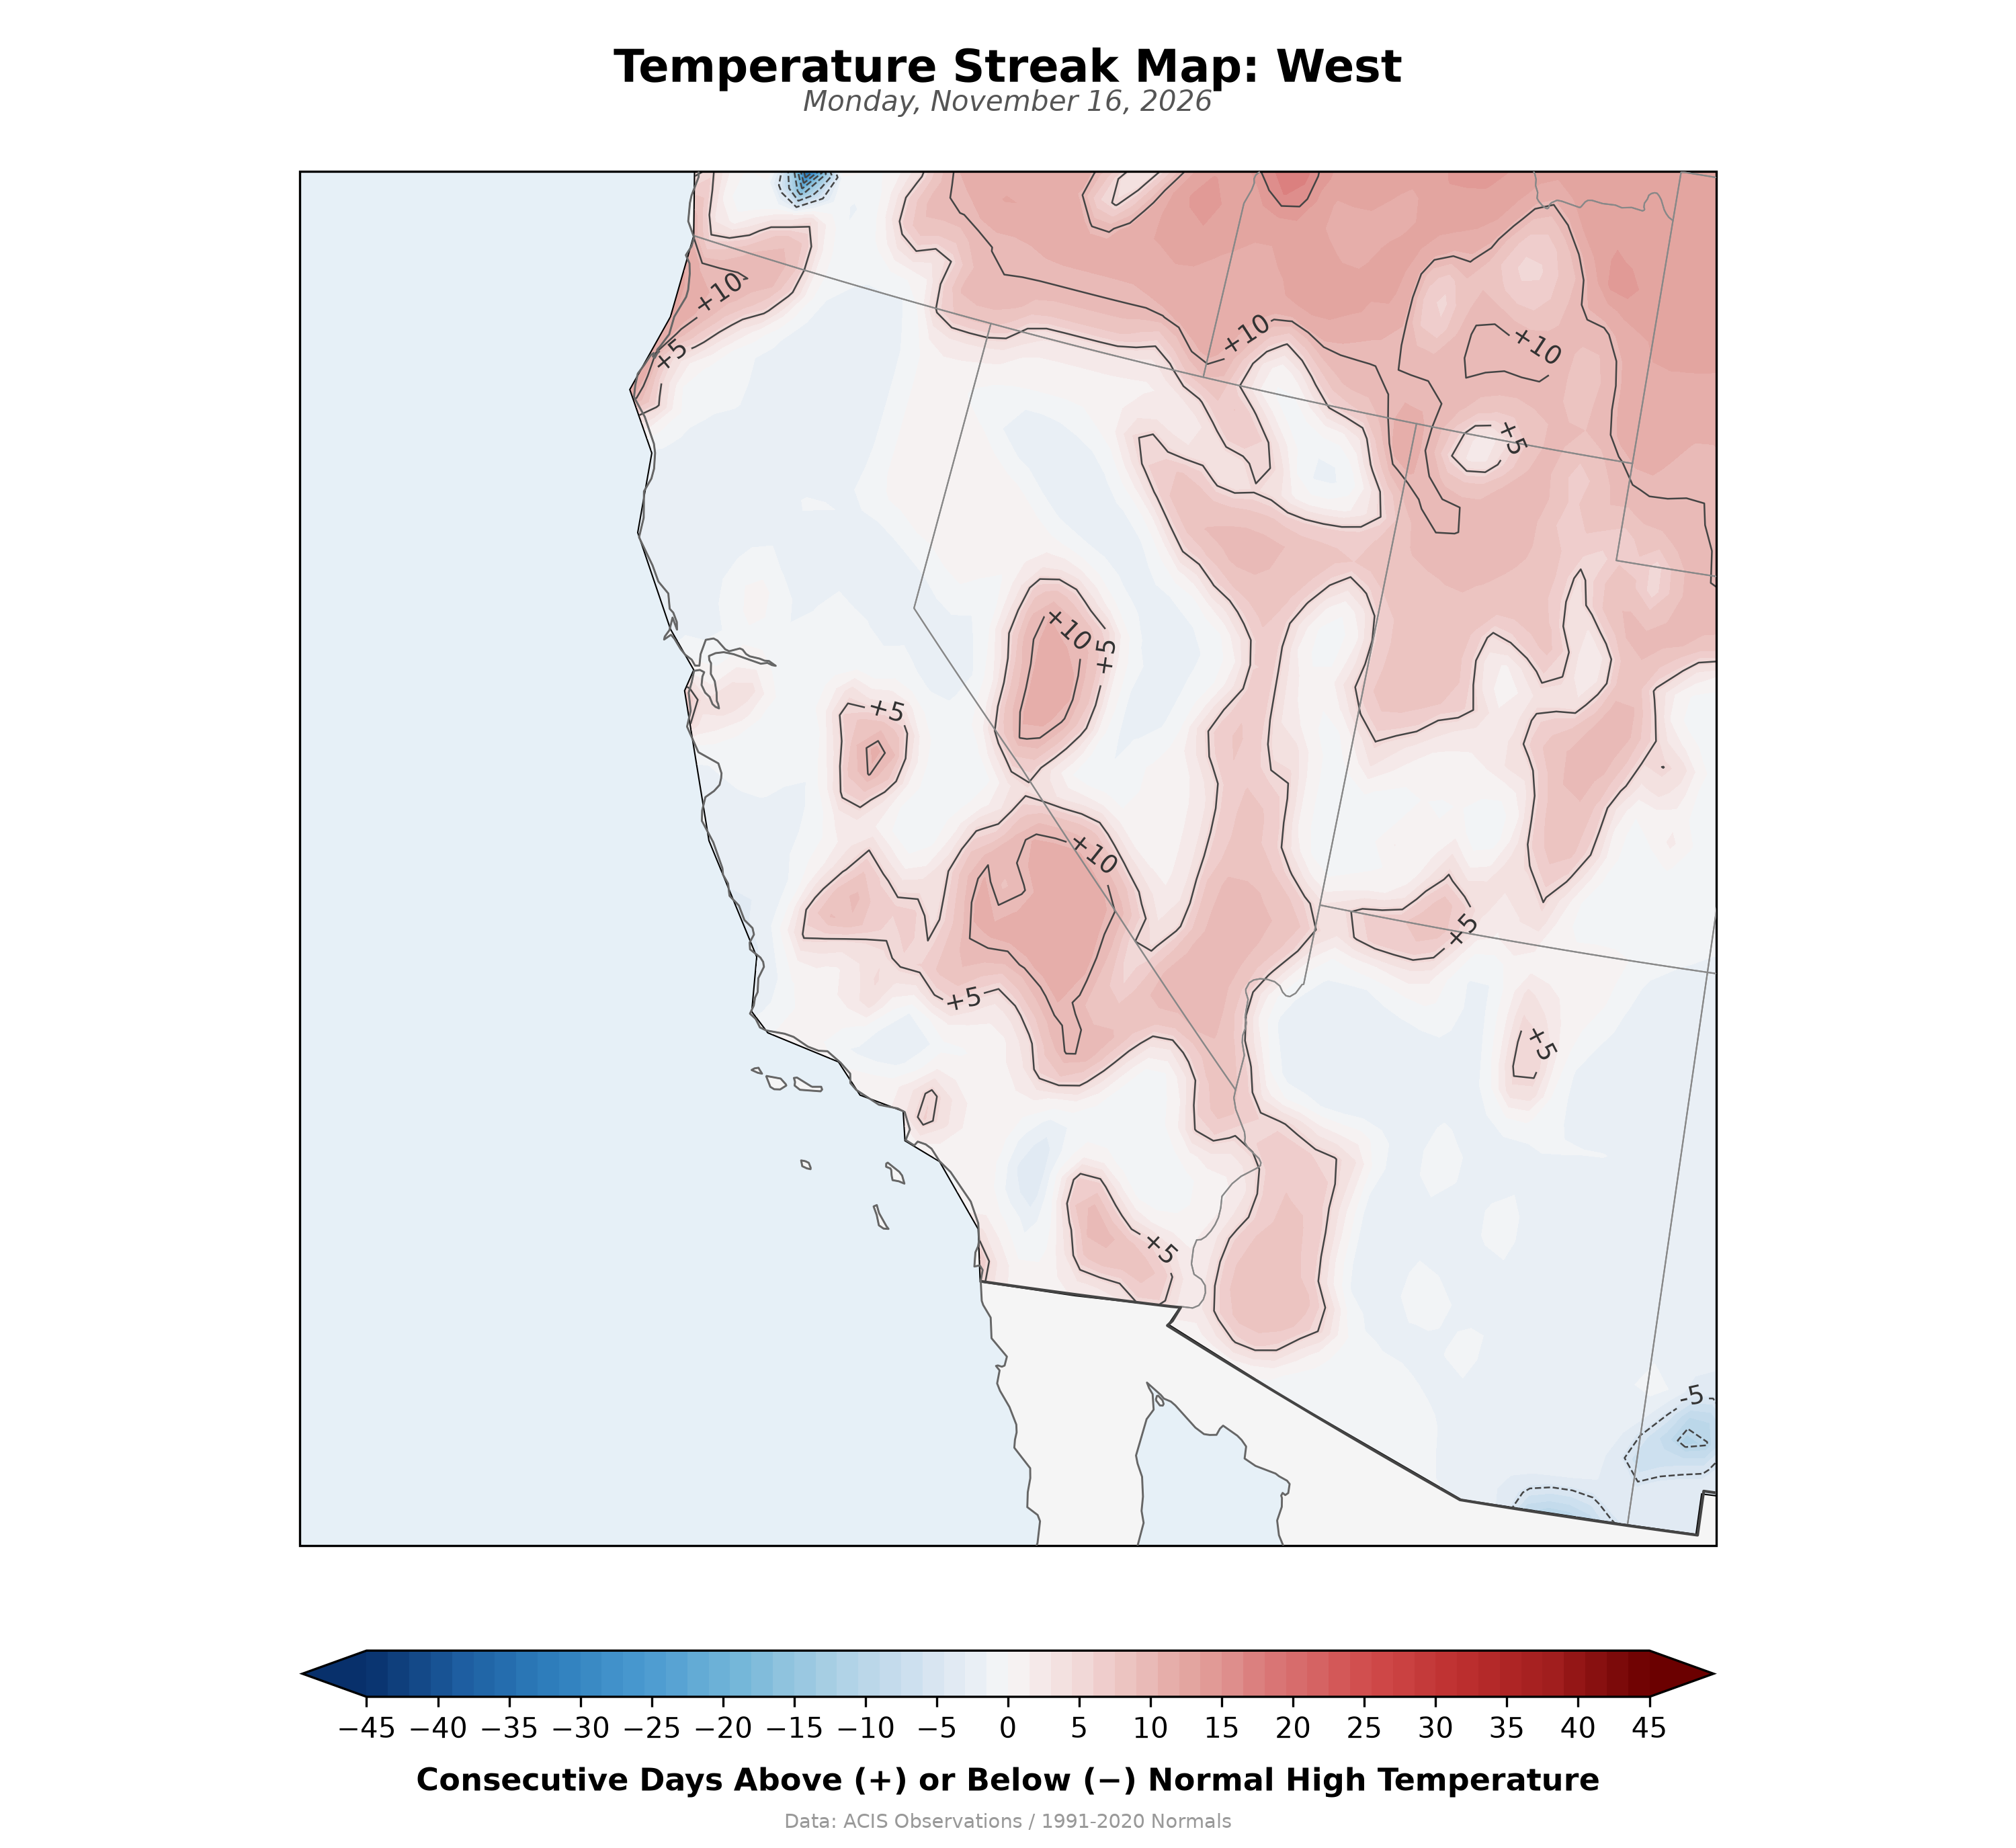 Temperature Streak Map: West
Monday, November 16, 2026
+10
+10
+10
+5
+5
+10
+5
+5
+10
+5
+5
+5
+5
-5
−45 −40 −35 −30 −25 −20 −15 −10 −5 0 5 10 15 20 25 30 35 40 45
Consecutive Days Above (+) or Below (−) Normal High Temperature
Data: ACIS Observations / 1991-2020 Normals